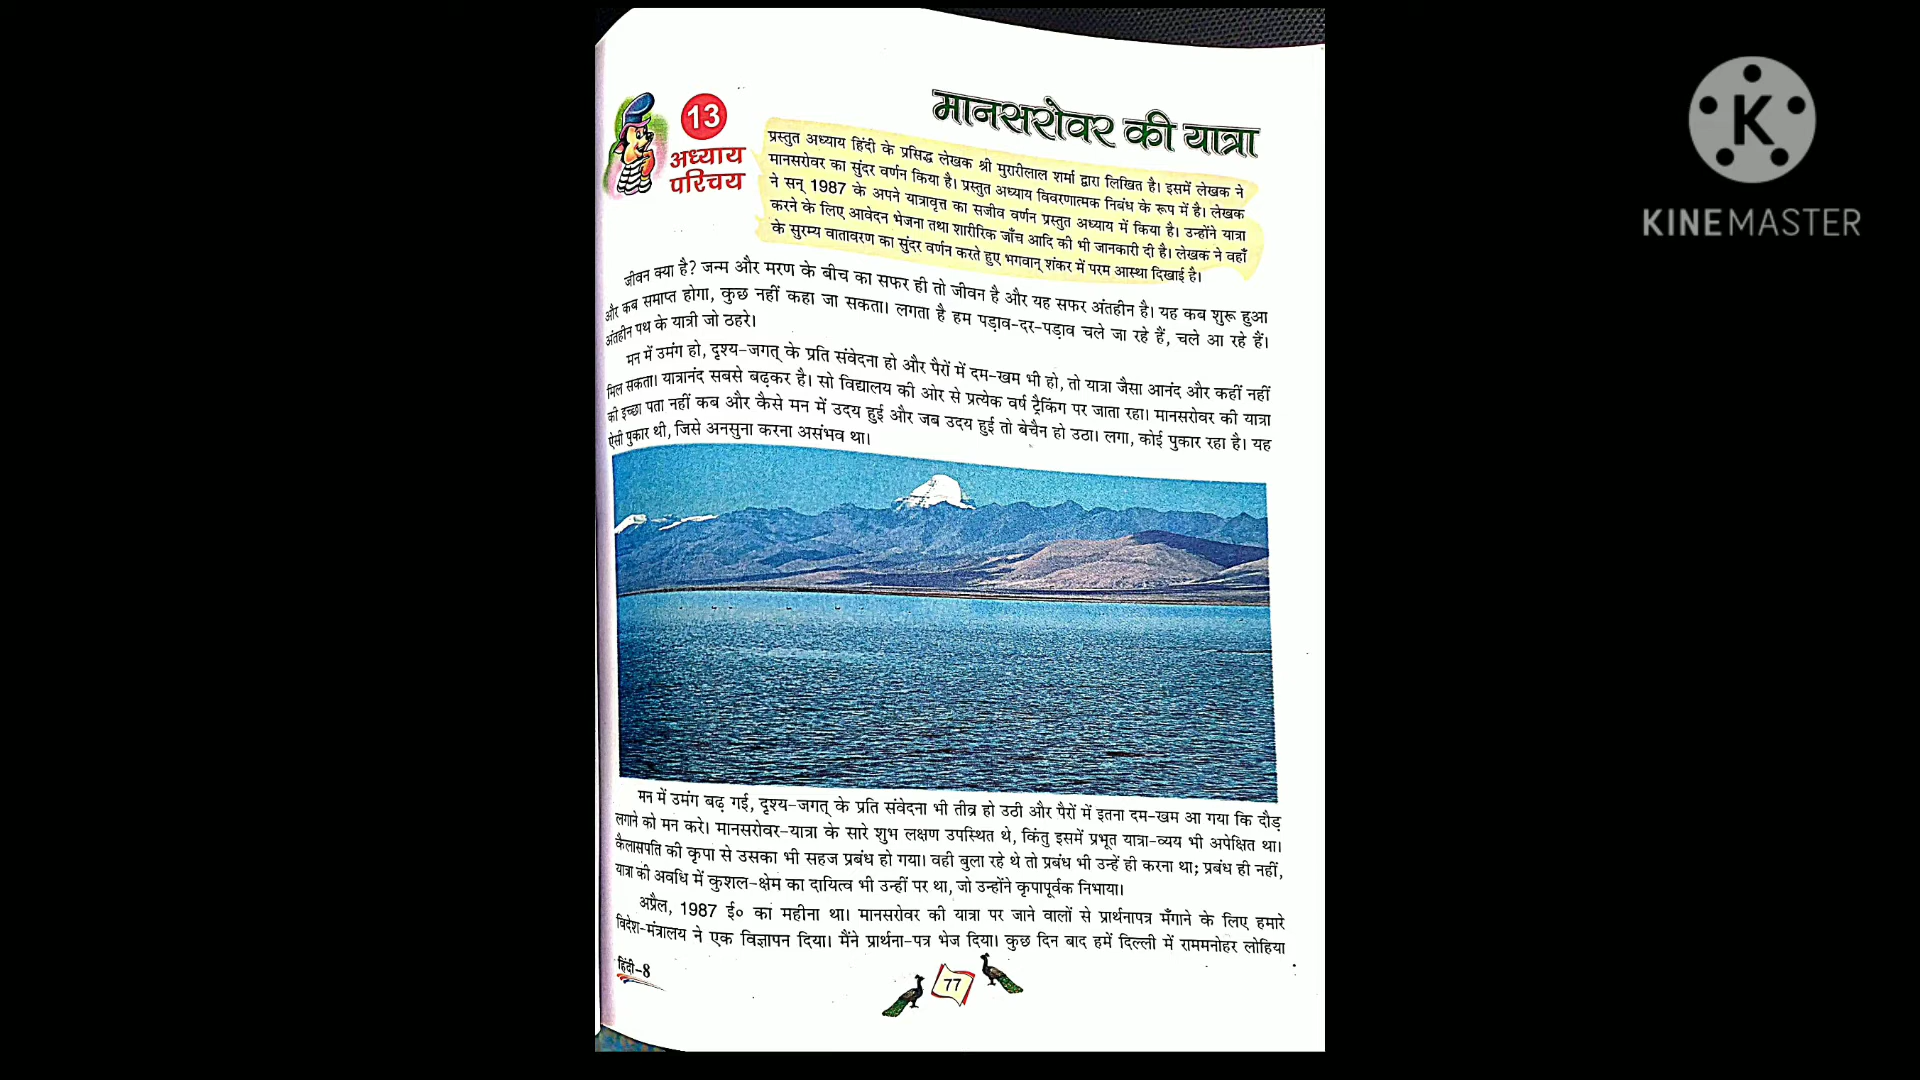 13
अध्याय
परिचय
मानसरोवर की यात्रा
प्रस्तुत अध्याय हिंदी के प्रसिद्ध लेखक श्री मुरारीलाल शर्मा द्वारा लिखित है। इसमें लेखक ने
मानसरोवर का सुंदर वर्णन किया है। प्रस्तुत अध्याय विवरणात्मक निबंध के रूप में है। लेखक
ने सन् 1987 के अपने यात्रावृत्त का सजीव वर्णन प्रस्तुत अध्याय में किया है। उन्होंने यात्रा
करने के लिए आवेदन भेजना तथा शारीरिक जाँच आदि की भी जानकारी दी है। लेखक ने वहाँ
के सुरम्य वातावरण का सुंदर वर्णन करते हुए भगवान् शंकर में परम आस्था दिखाई है।
जीवन क्या है? जन्म और मरण के बीच का सफर ही तो जीवन है और यह सफर अंतहीन है। यह कब शुरू हुआ
और कब समाप्त होगा, कुछ नहीं कहा जा सकता। लगता है हम पड़ाव-दर-पड़ाव चले जा रहे हैं, चले आ रहे हैं।
अंतहीन पथ के यात्री जो ठहरे।
मन में उमंग हो, दृश्य-जगत् के प्रति संवेदना हो और पैरों में दम-खम भी हो, तो यात्रा जैसा आनंद और कहीं नहीं
मिल सकता। यात्रानंद सबसे बढ़कर है। सो विद्यालय की ओर से प्रत्येक वर्ष ट्रैकिंग पर जाता रहा। मानसरोवर की यात्रा
की इच्छा पता नहीं कब और कैसे मन में उदय हुई और जब उदय हुई तो बेचैन हो उठा। लगा, कोई पुकार रहा है। यह
ऐसी पुकार थी, जिसे अनसुना करना असंभव था।
मन में उमंग बढ़ गई, दृश्य-जगत् के प्रति संवेदना भी तीव्र हो उठी और पैरों में इतना दम-खम आ गया कि दौड़
लगाने को मन करे। मानसरोवर-यात्रा के सारे शुभ लक्षण उपस्थित थे, किंतु इसमें प्रभूत यात्रा-व्यय भी अपेक्षित था।
कैलासपति की कृपा से उसका भी सहज प्रबंध हो गया। वही बुला रहे थे तो प्रबंध भी उन्हें ही करना था; प्रबंध ही नहीं,
यात्रा की अवधि में कुशल-क्षेम का दायित्व भी उन्हीं पर था, जो उन्होंने कृपापूर्वक निभाया।
अप्रैल, 1987 ई० का महीना था। मानसरोवर की यात्रा पर जाने वालों से प्रार्थनापत्र मँगाने के लिए हमारे
विदेश-मंत्रालय ने एक विज्ञापन दिया। मैंने प्रार्थना-पत्र भेज दिया। कुछ दिन बाद हमें दिल्ली में राममनोहर लोहिया
हिंदी-8
77
K
KINEMASTER